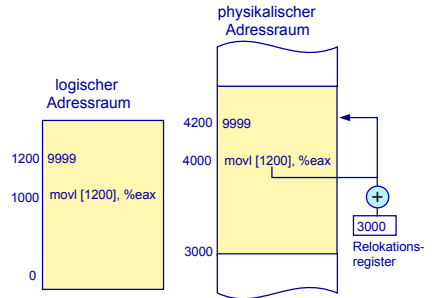 physikalischer
Adressraum
logischer
Adressraum
4200 9999
1200 9999
4000 movl [1200], %eax
1000 movl [1200], %eax
+
3000
Relokations-
register
3000
0